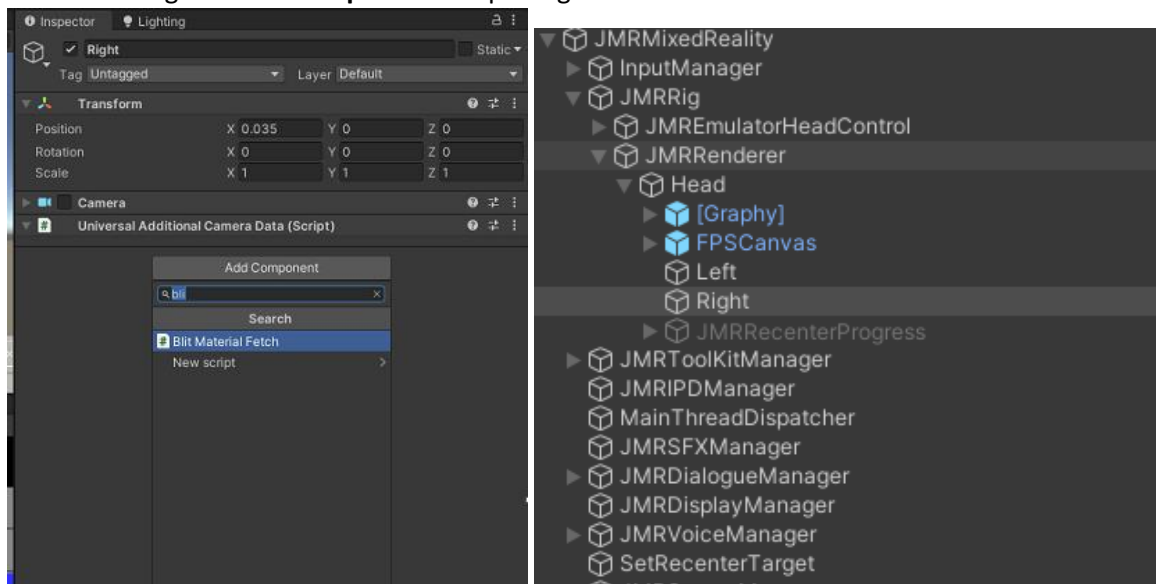 Inspector Lighting
Right Static
Tag Untagged Layer Default
Transform
Position X 0.035 Y 0 Z 0
Rotation X 0 Y 0 Z 0
Scale X 1 Y 1 Z 1
Camera
# Universal Additional Camera Data (Script)
Add Component
bli
Search
# Blit Material Fetch
New script
JMRMixedReality
InputManager
JMRRig
JMREmulatorHeadControl
JMRRenderer
Head
[Graphy]
FPSCanvas
Left
Right
JMRRecenterProgress
JMRToolKitManager
JMRIPDManager
MainThreadDispatcher
JMRSFXManager
JMRDialogueManager
JMRDisplayManager
JMRVoiceManager
SetRecenterTarget